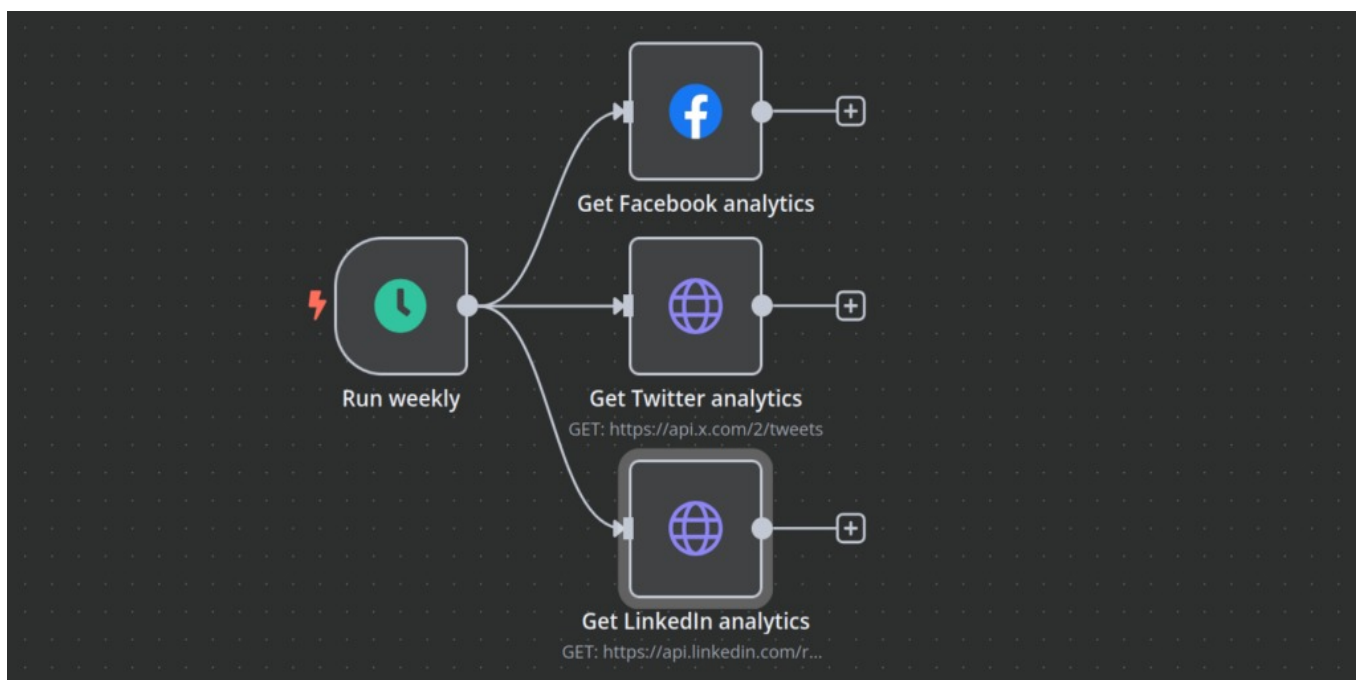 Get Facebook analytics
Run weekly
Get Twitter analytics
GET: https://api.x.com/2/tweets
Get LinkedIn analytics
GET: https://api.linkedin.com/r...